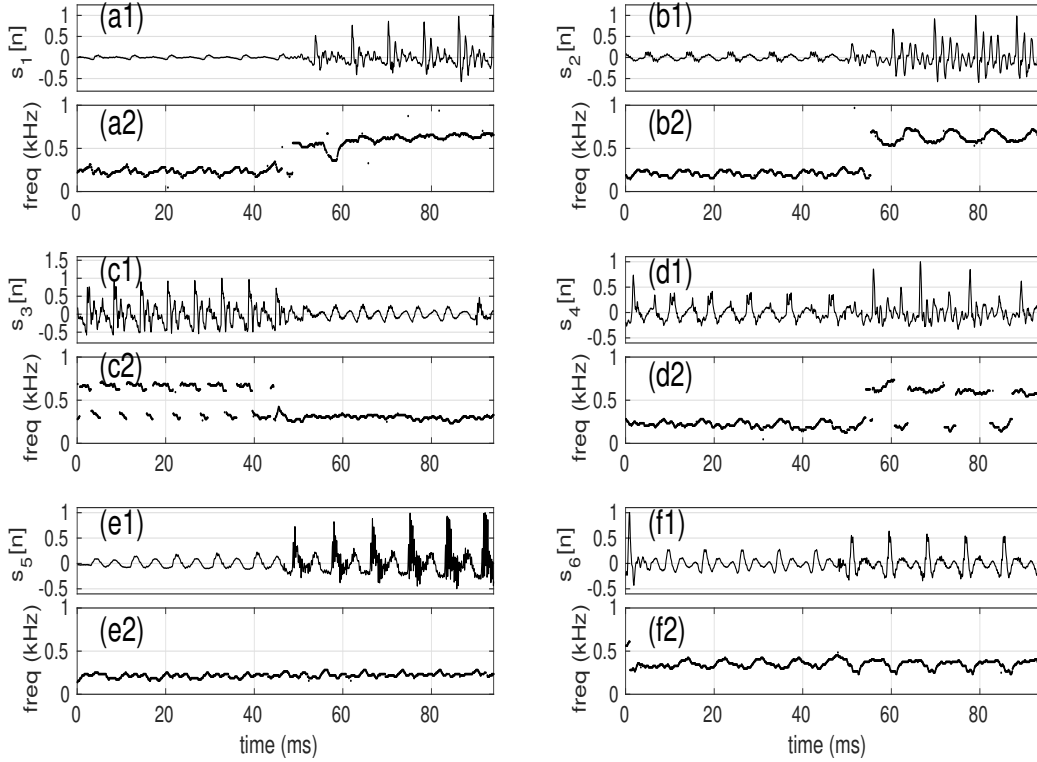 (a1)
s1[n]
1
0.5
0
-0.5
(a2)
freq (kHz)
1
0.5
0
0 20 40 60 80
(b1)
s2[n]
1
0.5
0
-0.5
(b2)
freq (kHz)
1
0.5
0
0 20 40 60 80
(c1)
s3[n]
1.5
1
0.5
0
-0.5
(c2)
freq (kHz)
1
0.5
0
0 20 40 60 80
(d1)
s4[n]
1
0.5
0
-0.5
(d2)
freq (kHz)
1
0.5
0
0 20 40 60 80
(e1)
s5[n]
1
0.5
0
-0.5
(e2)
freq (kHz)
1
0.5
0
0 20 40 60 80
time (ms)
(f1)
s6[n]
1
0.5
0
-0.5
(f2)
freq (kHz)
1
0.5
0
0 20 40 60 80
time (ms)